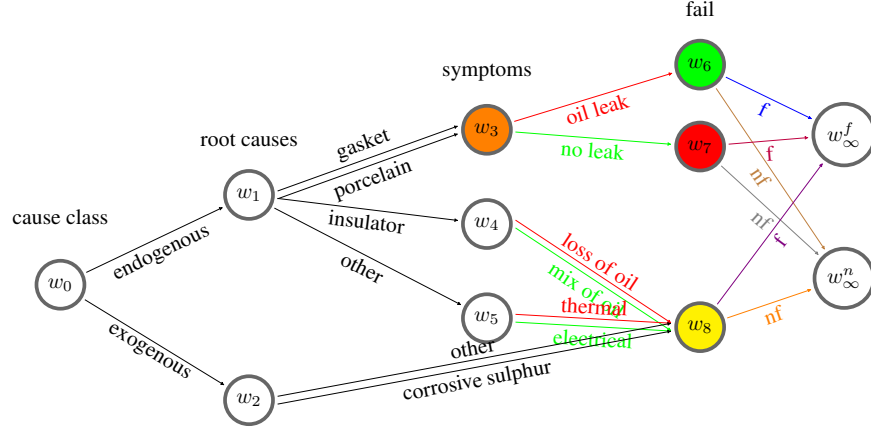 fail
symptoms
root causes
cause class
w₀
w₁
w₂
w₃
w₄
w₅
w₆
w₇
w₈
w∞ᶠ
w∞ⁿ
endogenous
exogenous
gasket
porcelain
insulator
other
oil leak
no leak
loss of oil
mix of oil
thermal
electrical
other
corrosive sulphur
f
nf
f
nf
f
nf